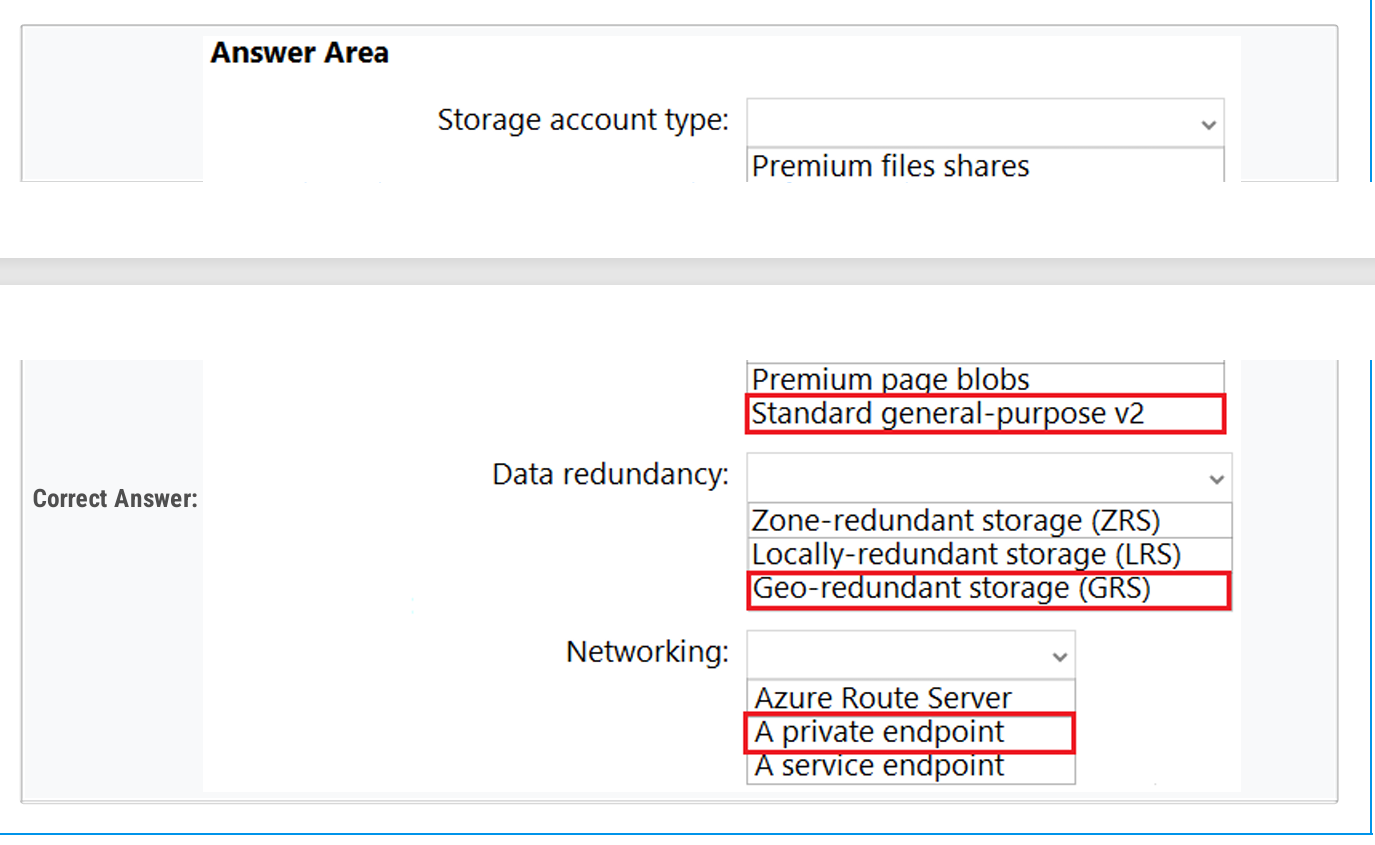 Answer Area
Storage account type:
Premium files shares
Premium page blobs
Standard general-purpose v2
Data redundancy:
Correct Answer:
Zone-redundant storage (ZRS)
Locally-redundant storage (LRS)
Geo-redundant storage (GRS)
Networking:
Azure Route Server
A private endpoint
A service endpoint